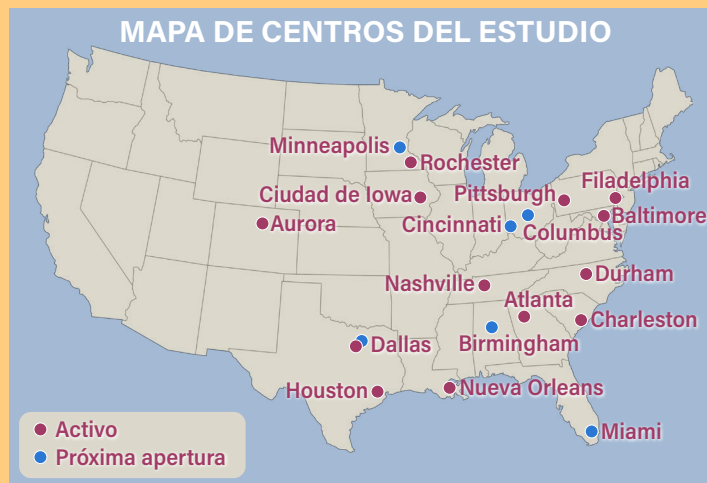 MAPA DE CENTROS DEL ESTUDIO
Minneapolis
Rochester
Ciudad de Iowa
Pittsburgh
Filadelphia
Aurora
Cincinnati
Columbus
Baltimore
Nashville
Durham
Atlanta
Charleston
Dallas
Birmingham
Houston
Nueva Orleans
Miami
Activo
Próxima apertura